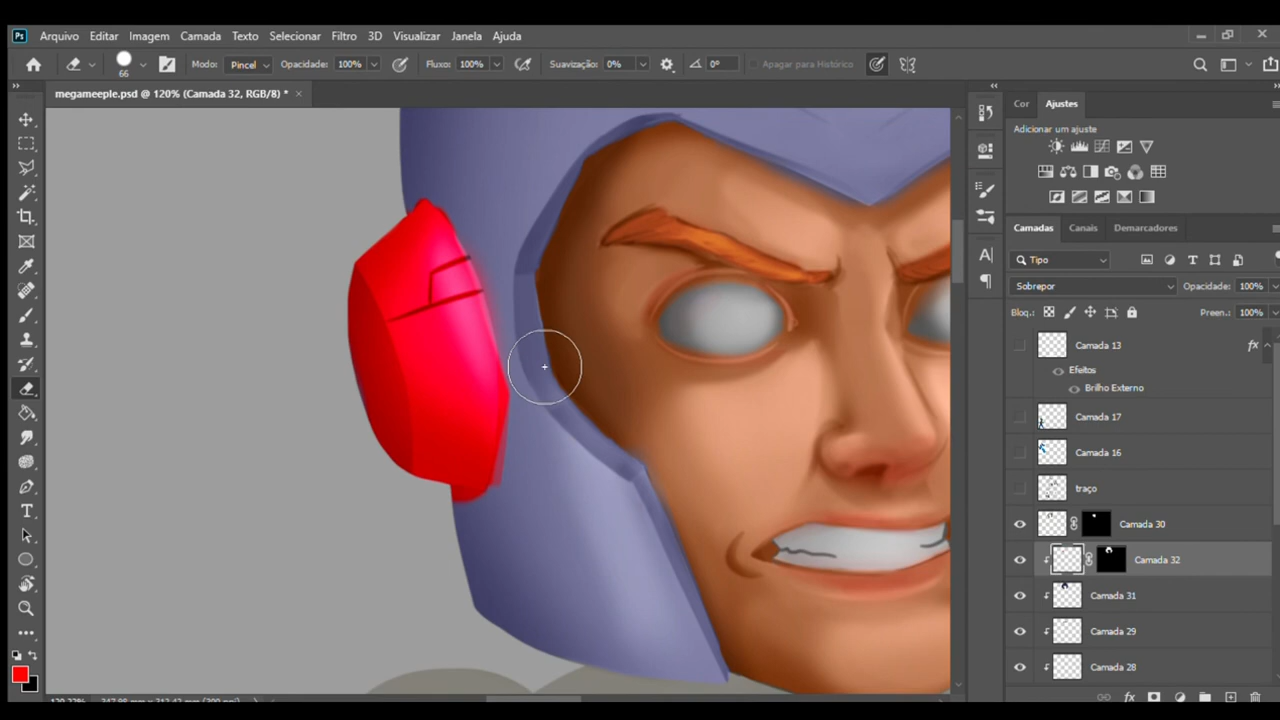 Ps Arquivo Editar Imagem Camada Texto Selecionar Filtro 3D Visualizar Janela Ajuda
66 Modo: Pincel Opacidade: 100% Fluxo: 100% Suavização: 0% 0° Apagar para Histórico
megameeple.psd @ 120% (Camada 32, RGB/8) * ×
Cor Ajustes
Adicionar um ajuste
Camadas Canais Demarcadores
Tipo
Sobrepor Opacidade: 100%
Bloq.: Preen.: 100%
Camada 13 fx
Efeitos
Brilho Externo
Camada 17
Camada 16
traço
Camada 30
Camada 32
Camada 31
Camada 29
Camada 28